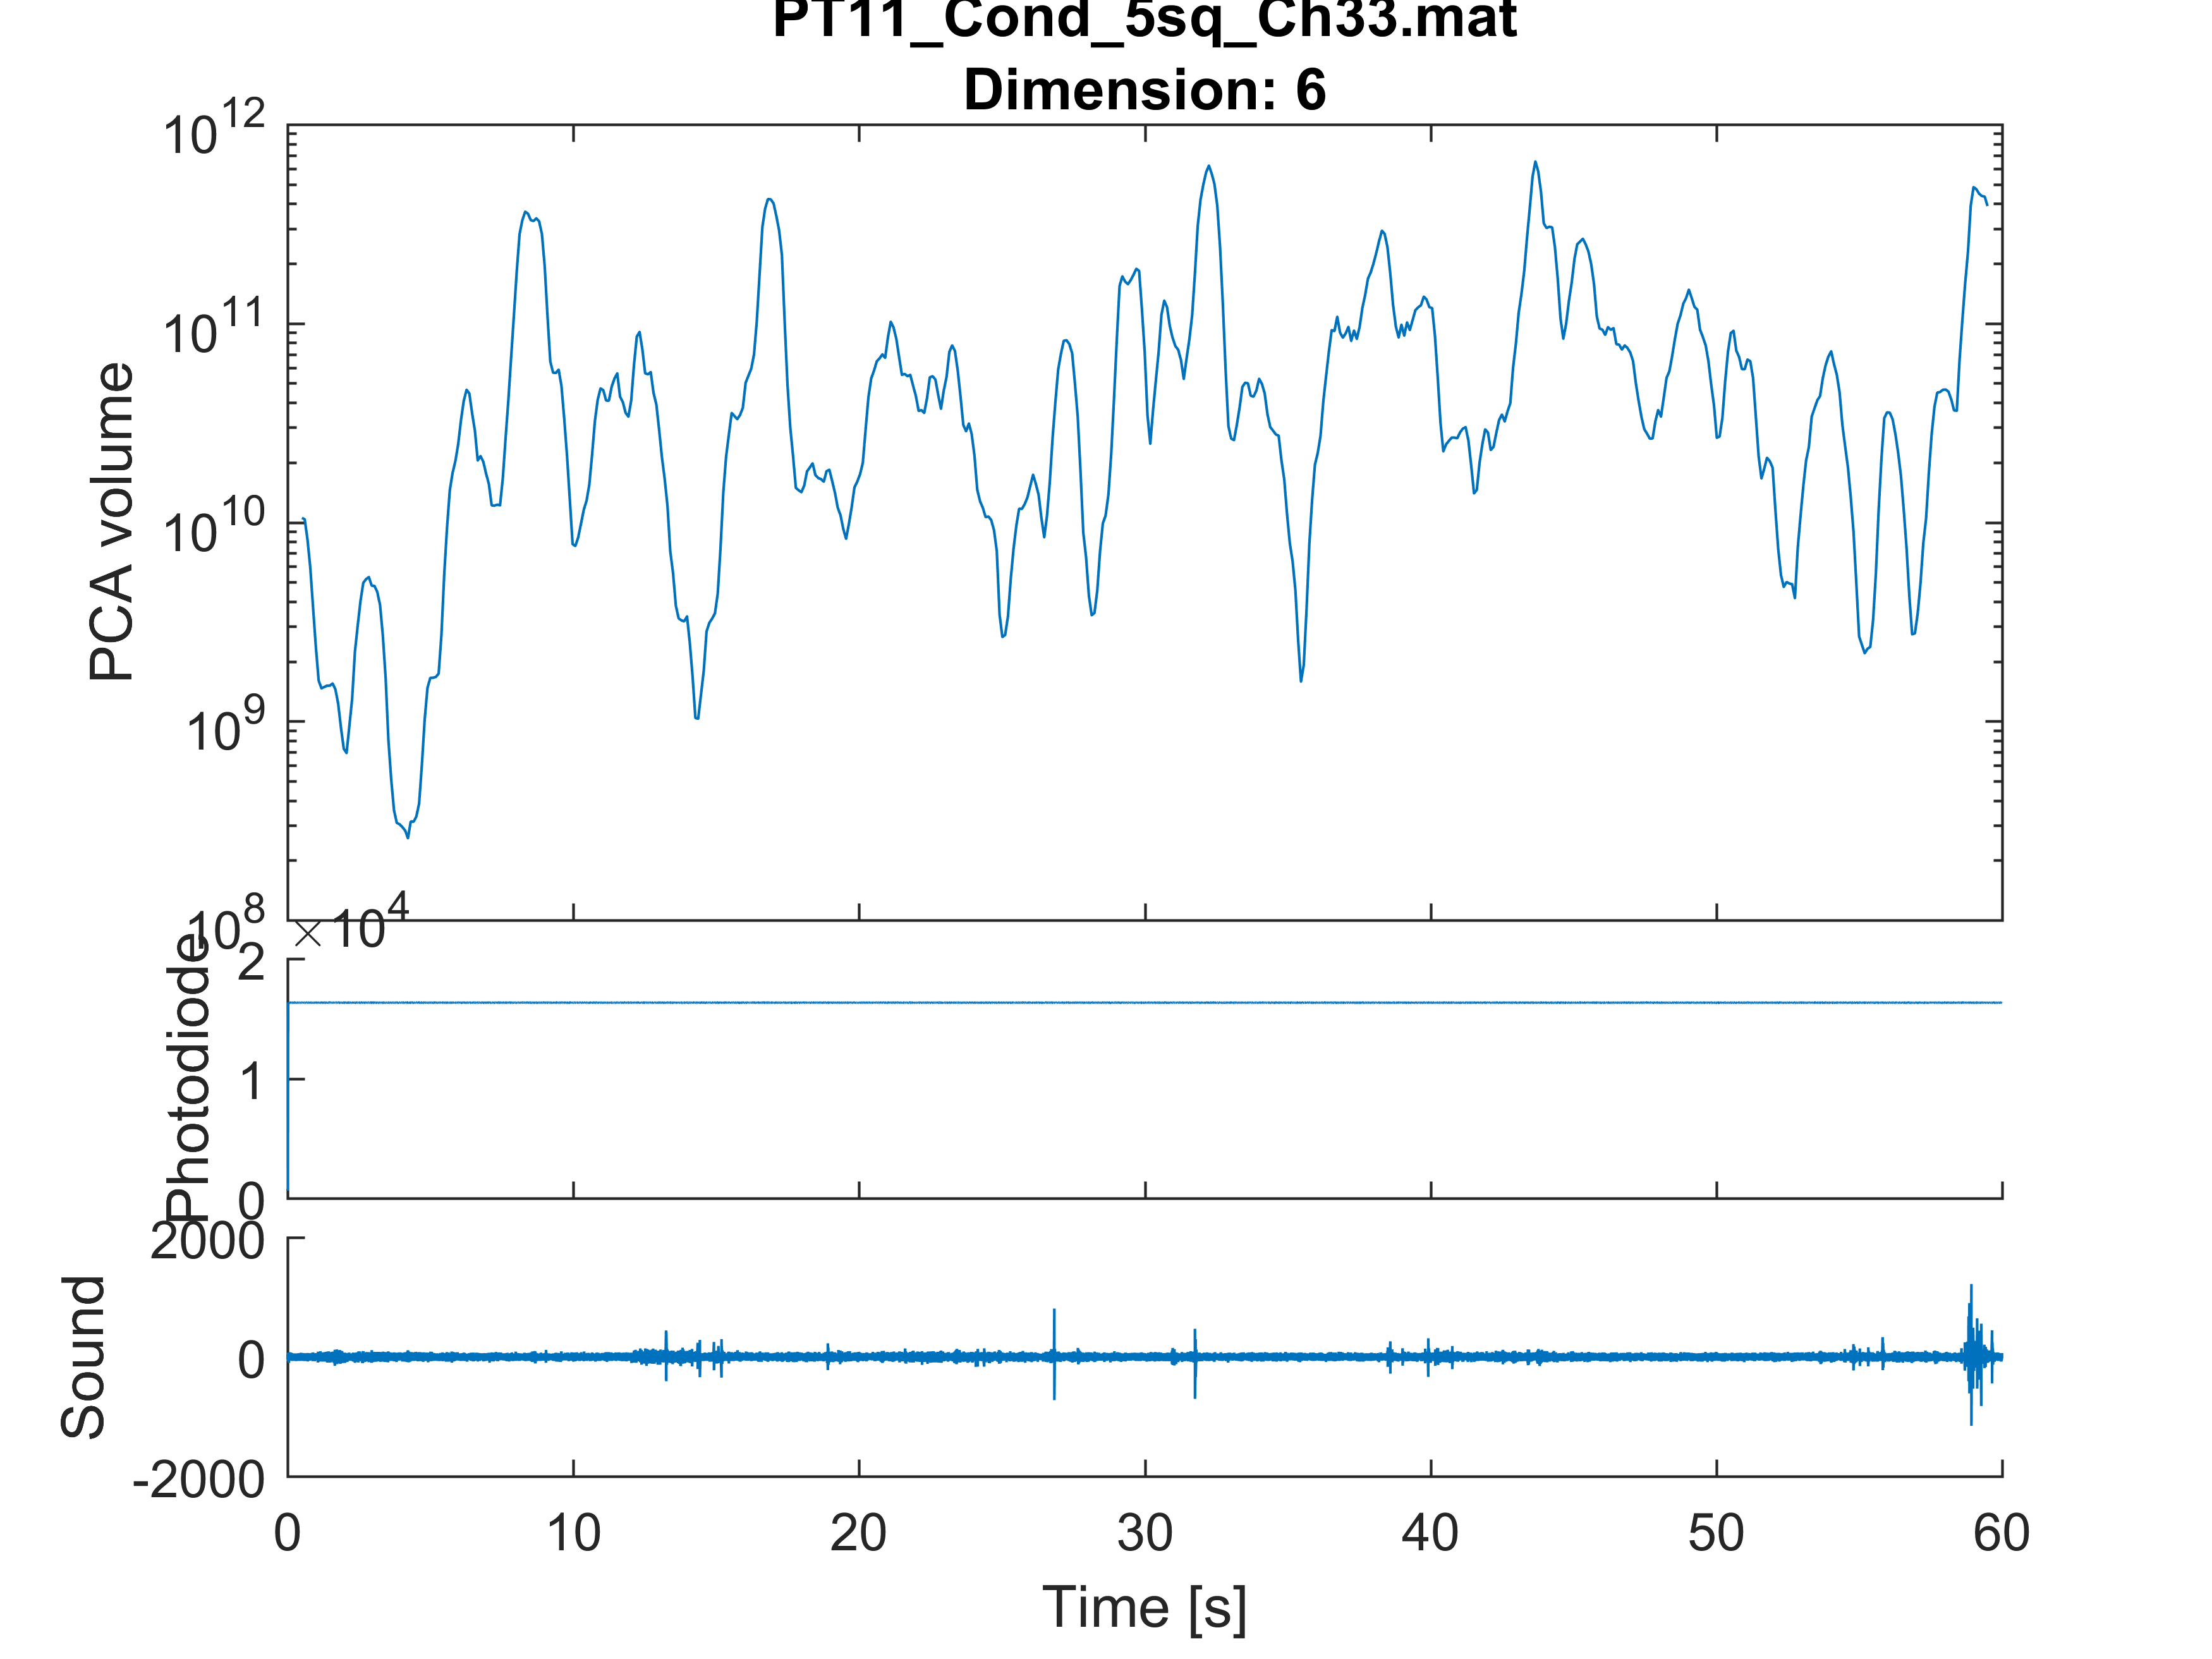 PT11_Cond_5sq_Ch33.mat
Dimension: 6
PCA volume
10^12
10^11
10^10
10^9
10^8
× 10^4
Photodiode
2
1
0
Sound
2000
0
-2000
0 10 20 30 40 50 60
Time [s]